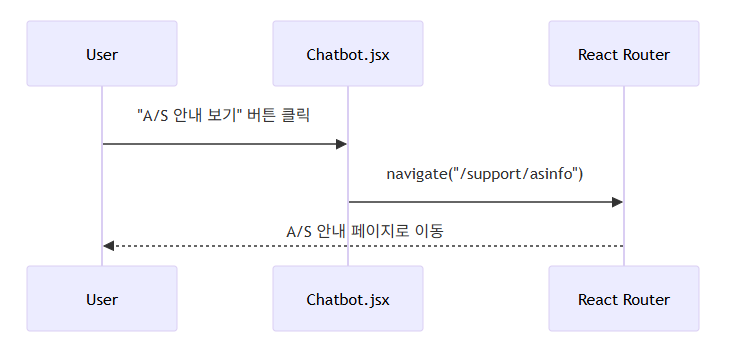 User
Chatbot.jsx
React Router
"A/S 안내 보기" 버튼 클릭
navigate("/support/asinfo")
A/S 안내 페이지로 이동
User
Chatbot.jsx
React Router